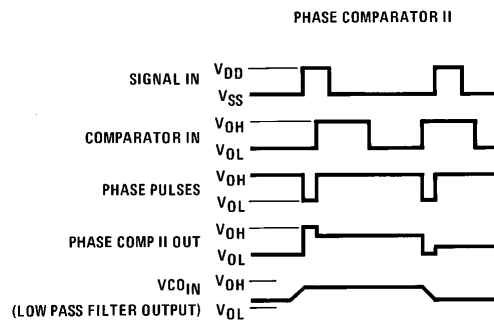 PHASE COMPARATOR II
VDD
SIGNAL IN
VSS
VOH
COMPARATOR IN
VOL
VOH
PHASE PULSES
VOL
VOH
PHASE COMP II OUT
VOL
VCOIN VOH
(LOW PASS FILTER OUTPUT) VOL